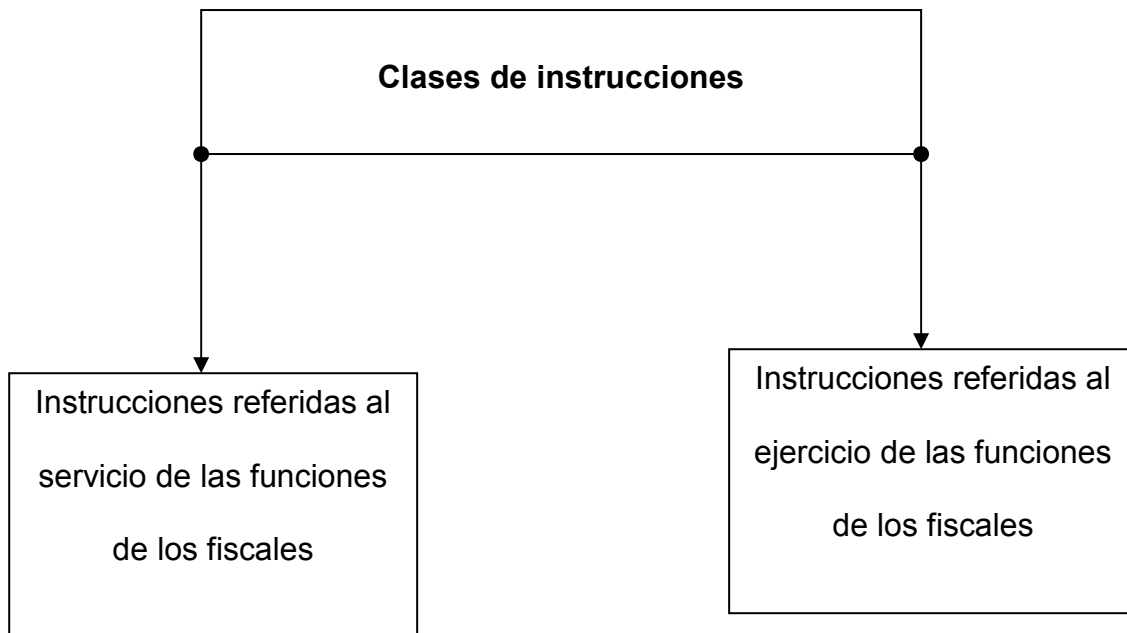 Clases de instrucciones
Instrucciones referidas al
servicio de las funciones
de los fiscales
Instrucciones referidas al
ejercicio de las funciones
de los fiscales